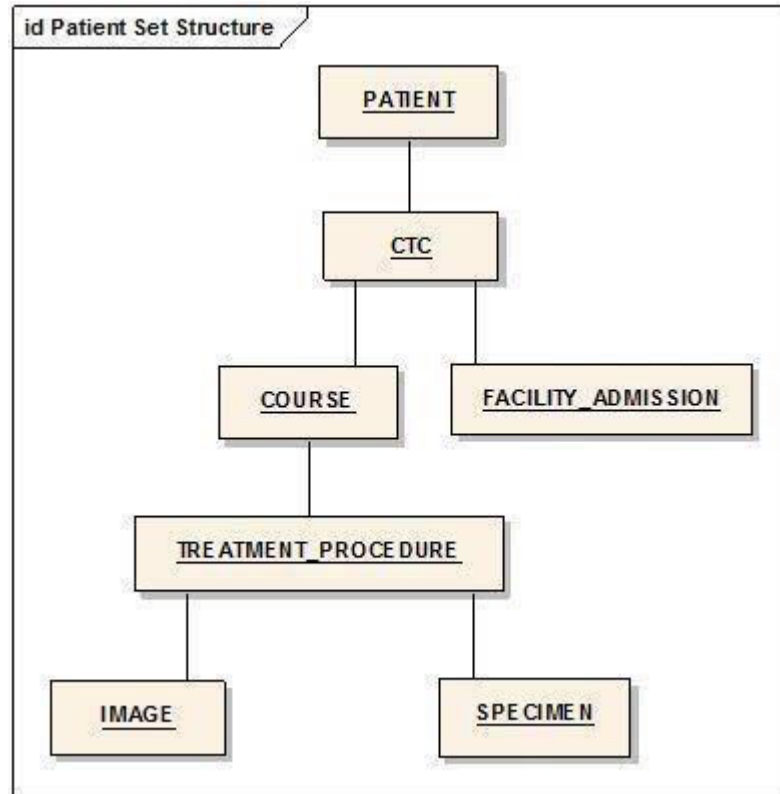 id Patient Set Structure
PATIENT
CTC
COURSE
FACILITY_ADMISSION
TREATMENT_PROCEDURE
IMAGE
SPECIMEN